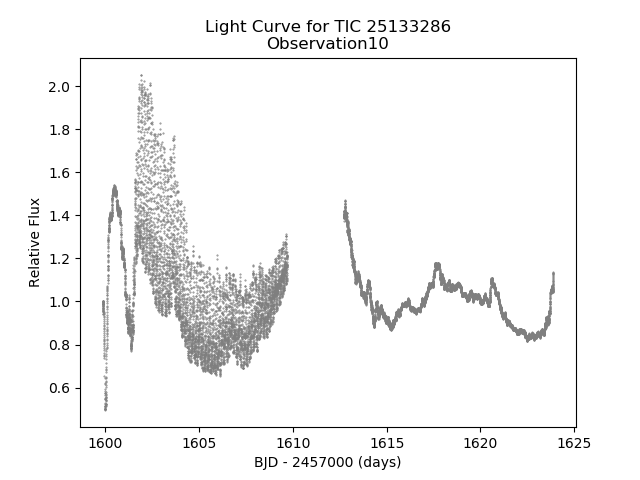 Light Curve for TIC 25133286
Observation10
Relative Flux
2.0
1.8
1.6
1.4
1.2
1.0
0.8
0.6
1600 1605 1610 1615 1620 1625
BJD - 2457000 (days)